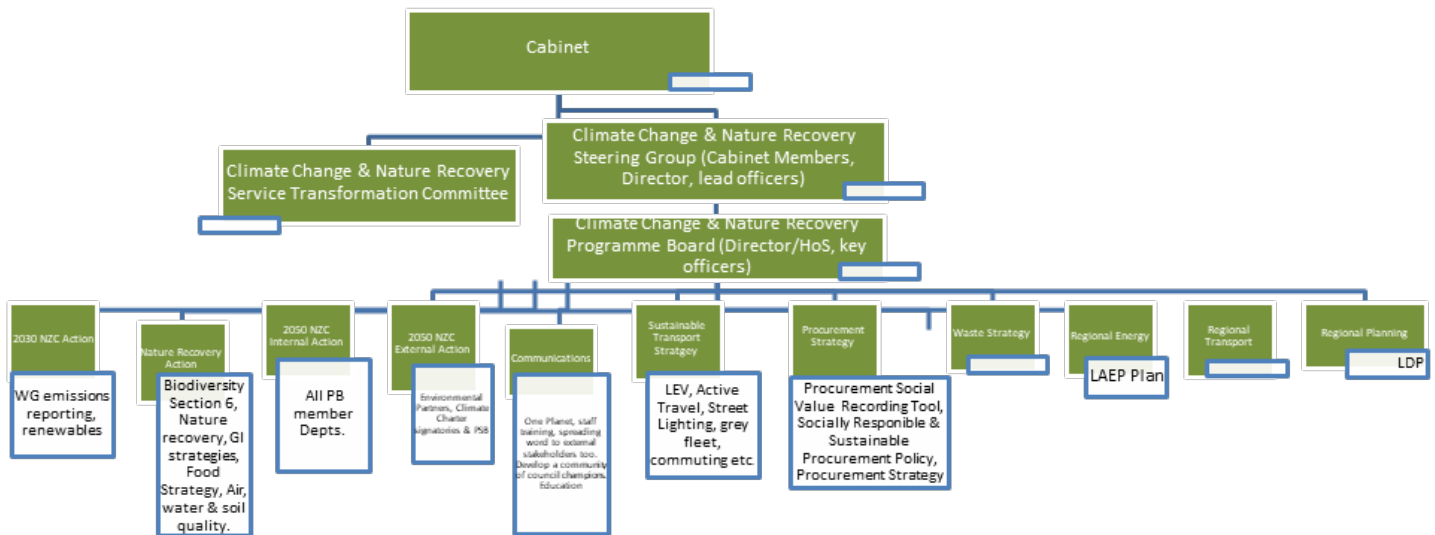 Cabinet
Climate Change & Nature Recovery
Steering Group (Cabinet Members,
Director, lead officers)
Climate Change & Nature Recovery
Service Transformation Committee
Climate Change & Nature Recovery
Programme Board (Director/HoS, key
officers)
2030 NZC Action
WG emissions
reporting,
renewables
Nature Recovery
Action
Biodiversity
Section 6,
Nature
recovery, GI
strategies,
Food
Strategy, Air,
water & soil
quality.
2050 NZC
Internal Action
All PB
member
Depts.
2050 NZC
External Action
Environmental
Partners, Climate
Charter
signatories & PSB
Communications
One Planet, staff
training, spreading
word to external
stakeholders too.
Develop a community
of council champions.
Education
Sustainable
Transport
Stratgey
LEV, Active
Travel, Street
Lighting, grey
fleet,
commuting etc.
Procurement
Strategy
Procurement Social
Value Recording Tool,
Socially Responible &
Sustainable
Procurement Policy,
Procurement Strategy
Waste Strategy
Regional Energy
LAEP Plan
Regional
Transport
Regional Planning
LDP